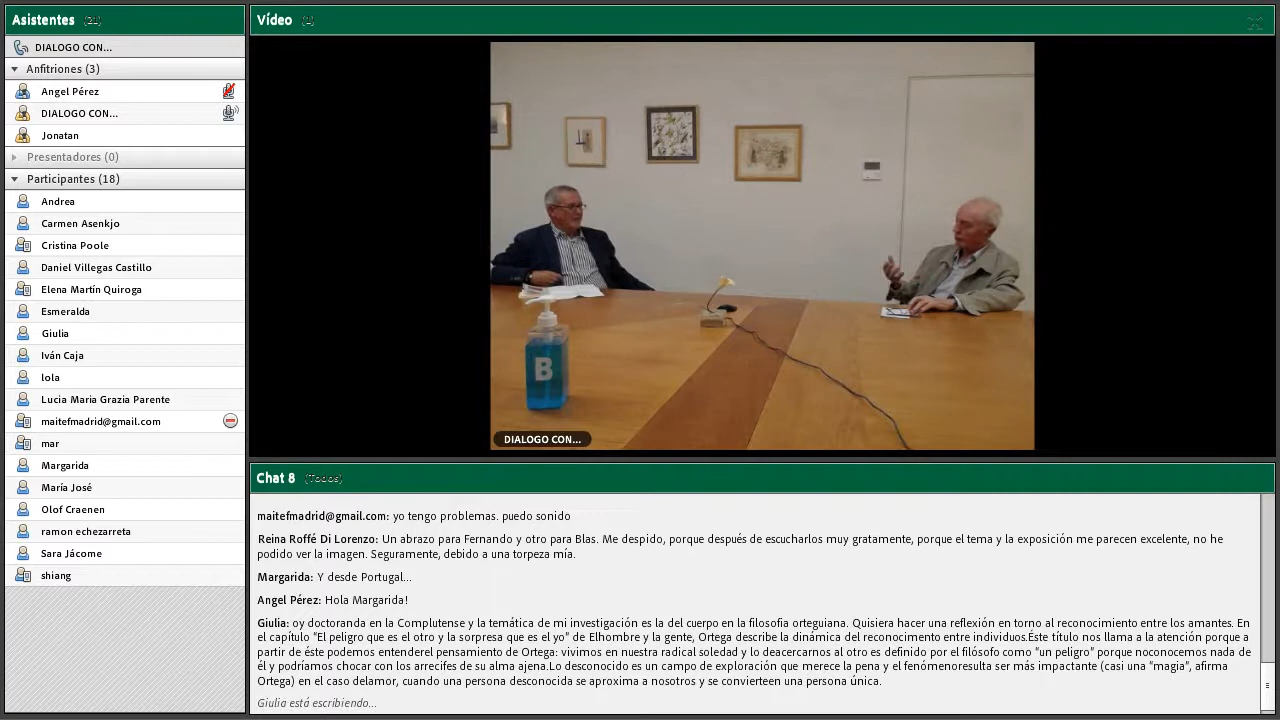 Asistentes (21)
DIALOGO CON...
Anfitriones (3)
Angel Pérez
DIALOGO CON...
Jonatan
Presentadores (0)
Participantes (18)
Andrea
Carmen Asenkjo
Cristina Poole
Daniel Villegas Castillo
Elena Martín Quiroga
Esmeralda
Giulia
Iván Caja
lola
Lucia Maria Grazia Parente
maitefmadrid@gmail.com
mar
Margarida
María José
Olof Craenen
ramon echezarreta
Sara Jácome
shiang
Vídeo (1)
B
DIALOGO CON...
Chat 8 (Todos)
maitefmadrid@gmail.com: yo tengo problemas. puedo sonido
Reina Roffé Di Lorenzo: Un abrazo para Fernando y otro para Blas. Me despido, porque después de escucharlos muy gratamente, porque el tema y la exposición me parecen excelente, no he
podido ver la imagen. Seguramente, debido a una torpeza mía.
Margarida: Y desde Portugal...
Angel Pérez: Hola Margarida!
Giulia: oy doctoranda en la Complutense y la temática de mi investigación es la del cuerpo en la filosofia orteguiana. Quisiera hacer una reflexión en torno al reconocimiento entre los amantes. En
el capítulo “El peligro que es el otro y la sorpresa que es el yo” de Elhombre y la gente, Ortega describe la dinámica del reconocimento entre individuos.Éste título nos llama a la atención porque a
partir de éste podemos entenderel pensamiento de Ortega: vivimos en nuestra radical soledad y lo deacercarnos al otro es definido por el filósofo como “un peligro” porque noconocemos nada de
él y podríamos chocar con los arrecifes de su alma ajena.Lo desconocido es un campo de exploración que merece la pena y el fenómenoresulta ser más impactante (casi una “magia”, afirma
Ortega) en el caso delamor, cuando una persona desconocida se aproxima a nosotros y se convierteen una persona única.
Giulia está escribiendo...